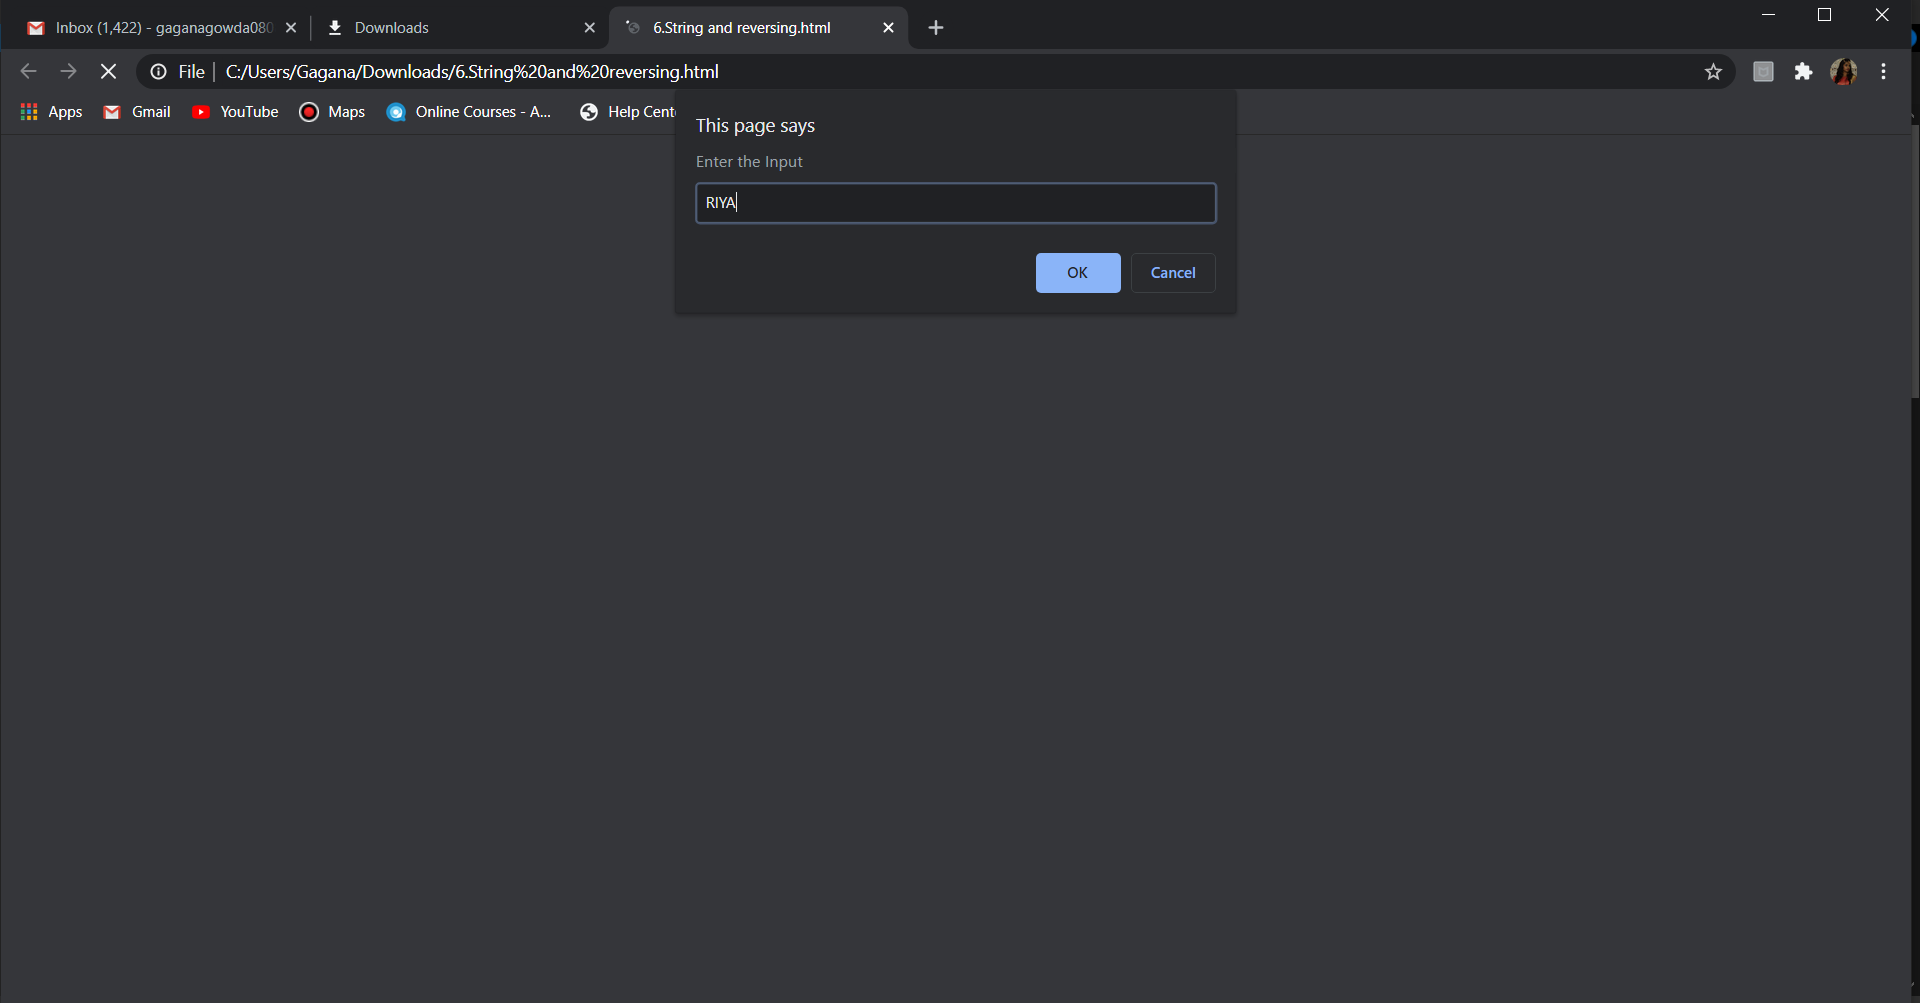 Inbox (1,422) - gaganagowda080
Downloads
6.String and reversing.html
File
C:/Users/Gagana/Downloads/6.String%20and%20reversing.html
Apps
Gmail
YouTube
Maps
Online Courses - A...
Help Cent
This page says
Enter the Input
RIYA
OK
Cancel